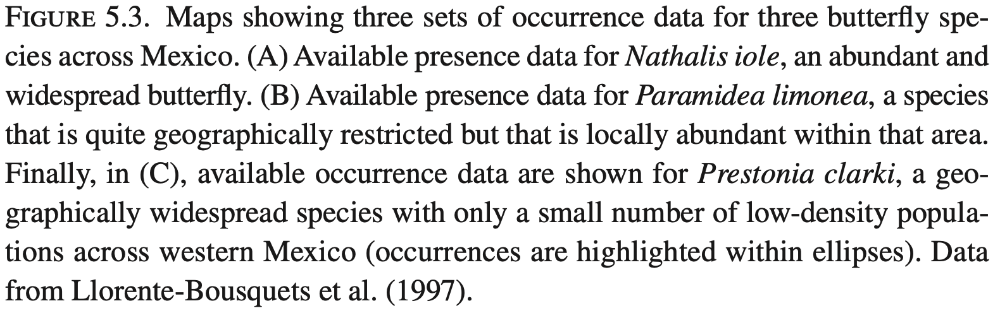 FIGURE 5.3. Maps showing three sets of occurrence data for three butterfly spe-
cies across Mexico. (A) Available presence data for Nathalis iole, an abundant and
widespread butterfly. (B) Available presence data for Paramidea limonea, a species
that is quite geographically restricted but that is locally abundant within that area.
Finally, in (C), available occurrence data are shown for Prestonia clarki, a geo-
graphically widespread species with only a small number of low-density popula-
tions across western Mexico (occurrences are highlighted within ellipses). Data
from Llorente-Bousquets et al. (1997).